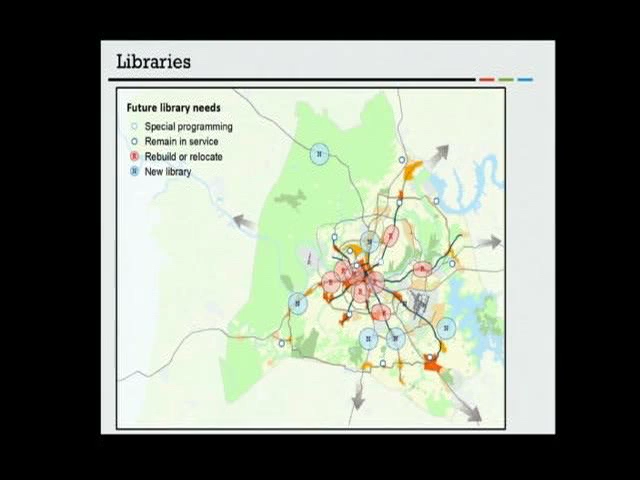 Libraries
Future library needs
Special programming
Remain in service
R Rebuild or relocate
N New library
N
N
R
R
N
N
N
N